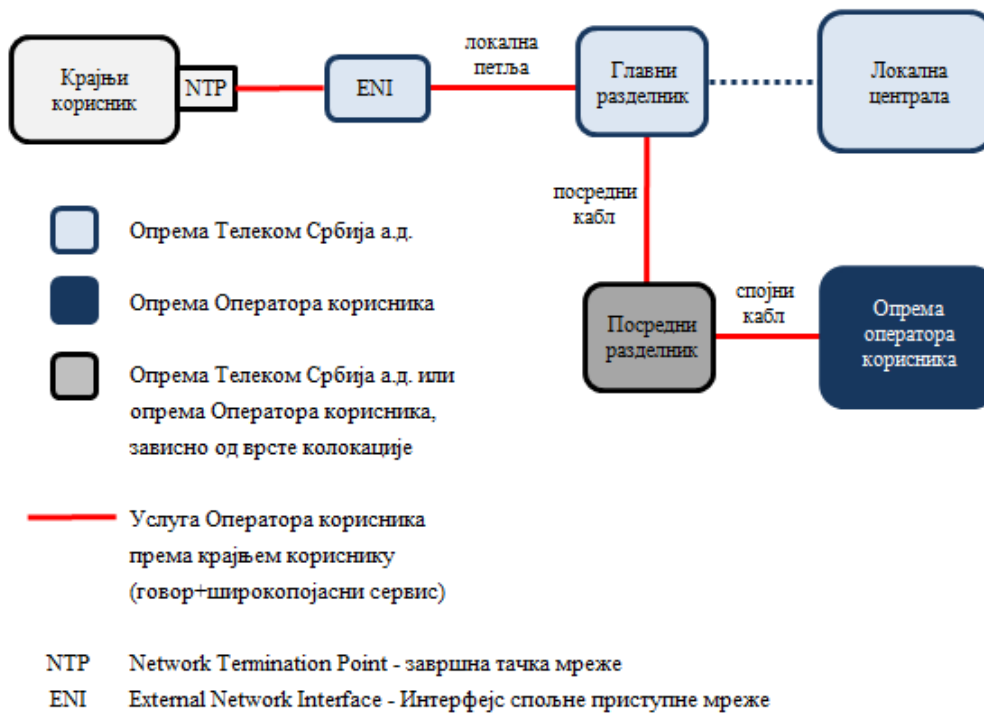 Крајњи
корисник
NTP
ENI
локална
петља
Главни
разделник
Локална
централа
посредни
кабл
Посредни
разделник
спојни
кабл
Опрема
оператора
корисника
Опрема Телеком Србија а.д.
Опрема Оператора корисника
Опрема Телеком Србија а.д. или
опрема Оператора корисника,
зависно од врсте колокације
Услуга Оператора корисника
према крајњем кориснику
(говор+широкопојасни сервис)
NTP Network Termination Point - завршна тачка мреже
ENI External Network Interface - Интерфејс спољне приступне мреже